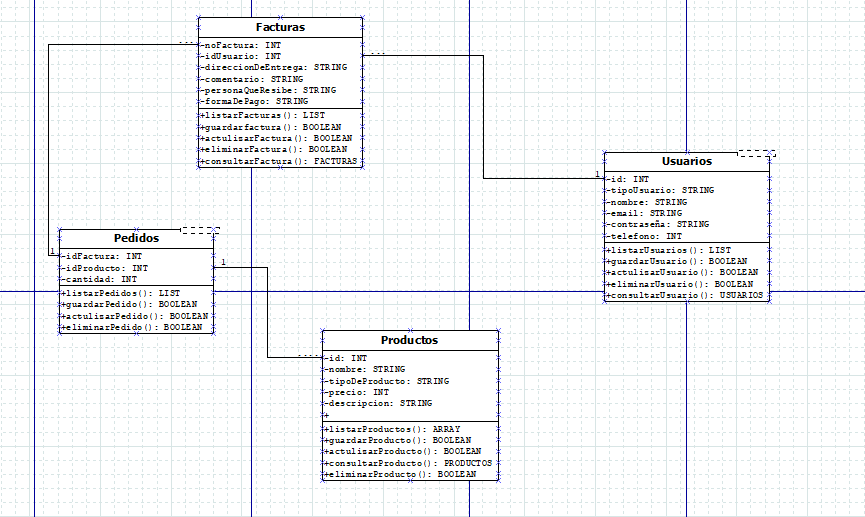 Facturas
-noFactura: INT
-idUsuario: INT
-direccionDeEntrega: STRING
-comentario: STRING
-personaQueResibe: STRING
-formaDePago: STRING
+listarFacturas(): LIST
+guardarfactura(): BOOLEAN
+actulisarFactura(): BOOLEAN
+eliminarFactura(): BOOLEAN
+consultarFactura(): FACTURAS
1
Usuarios
-id: INT
-tipoUsuario: STRING
-nombre: STRING
-email: STRING
-contraseña: STRING
-telefono: INT
+listarUsuarios(): LIST
+guardarUsuario(): BOOLEAN
+actulisarUsuario(): BOOLEAN
+eliminarUsuario(): BOOLEAN
+consultarUsuario(): USUARIOS
1
Pedidos
-idFactura: INT
-idProducto: INT
-cantidad: INT
+listarPedidos(): LIST
+guardarPedido(): BOOLEAN
+actulisarPedido(): BOOLEAN
+eliminarPedido(): BOOLEAN
1
Productos
-id: INT
-nombre: STRING
-tipoDeProducto: STRING
-precio: INT
-descripcion: STRING
+
+listarProductos(): ARRAY
+guardarProducto(): BOOLEAN
+actulisarProducto(): BOOLEAN
+consultarProducto(): PRODUCTOS
+eliminarProducto(): BOOLEAN